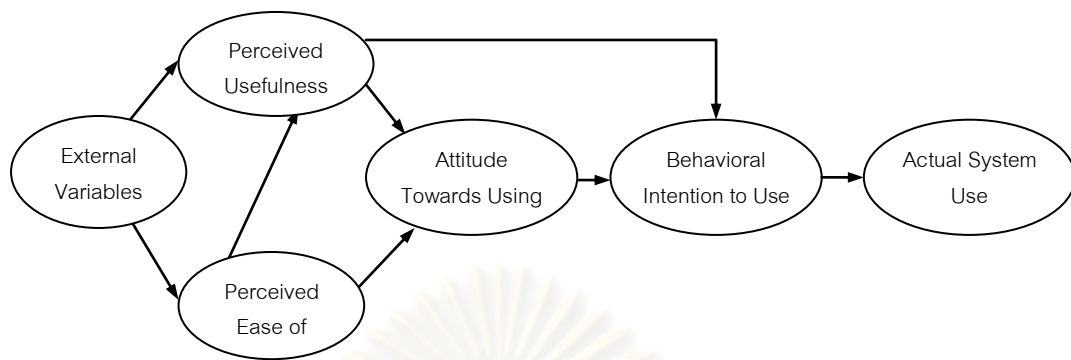 Perceived
Usefulness
External
Variables
Attitude
Towards Using
Behavioral
Intention to Use
Actual System
Use
Perceived
Ease of